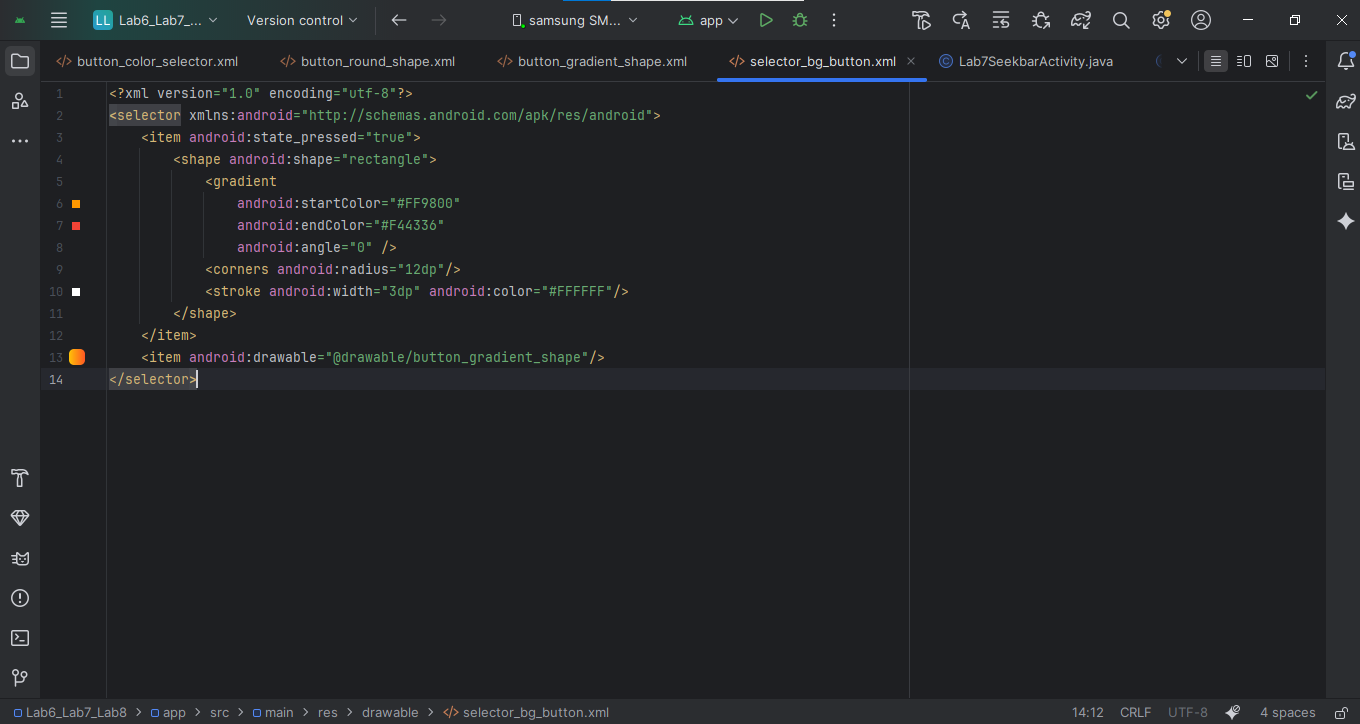 LL Lab6_Lab7_... Version control samsung SM... app
button_color_selector.xml button_round_shape.xml button_gradient_shape.xml selector_bg_button.xml Lab7SeekbarActivity.java
1 <?xml version="1.0" encoding="utf-8"?>
2 <selector xmlns:android="http://schemas.android.com/apk/res/android">
3 <item android:state_pressed="true">
4 <shape android:shape="rectangle">
5 <gradient
6 android:startColor="#FF9800"
7 android:endColor="#F44336"
8 android:angle="0" />
9 <corners android:radius="12dp"/>
10 <stroke android:width="3dp" android:color="#FFFFFF"/>
11 </shape>
12 </item>
13 <item android:drawable="@drawable/button_gradient_shape"/>
14 </selector>
Lab6_Lab7_Lab8 > app > src > main > res > drawable > selector_bg_button.xml 14:12 CRLF UTF-8 4 spaces